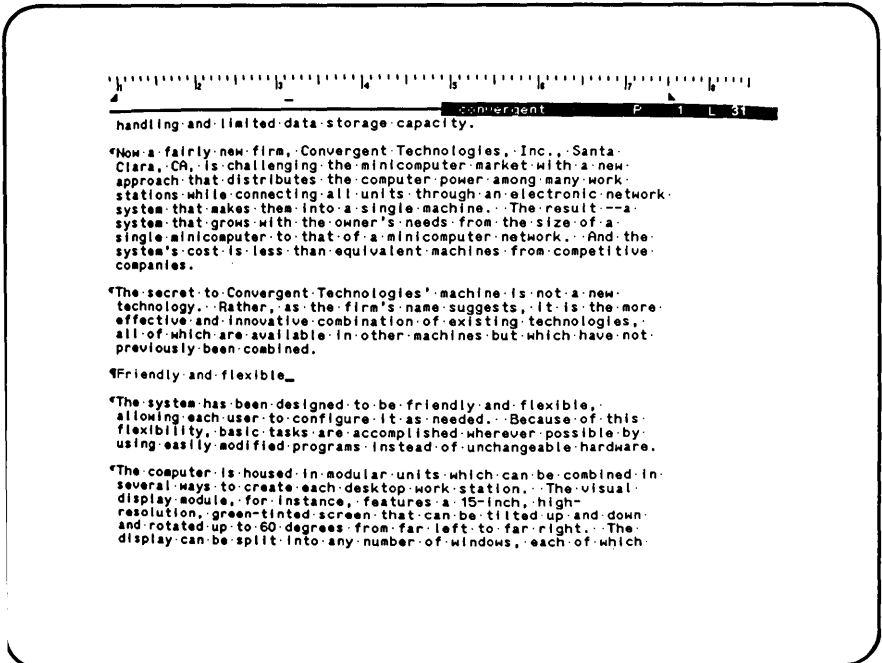 1 2 3 4 5 6 7 8
convergent P 1 L 31
handling·and·limited·data·storage·capacity.
¶Now·a·fairly·new·firm,·Convergent·Technologies,·Inc.,·Santa·
Clara,·CA,·is·challenging·the·minicomputer·market·with·a·new·
approach·that·distributes·the·computer·power·among·many·work·
stations·while·connecting·all·units·through·an·electronic·network·
system·that·makes·them·into·a·single·machine.··The·result·--a·
system·that·grows·with·the·owner's·needs·from·the·size·of·a·
single·minicomputer·to·that·of·a·minicomputer·network.··And·the·
system's·cost·is·less·than·equivalent·machines·from·competitive·
companies.
¶The·secret·to·Convergent·Technologies'·machine·is·not·a·new·
technology.··Rather,·as·the·firm's·name·suggests,·it·is·the·more·
effective·and·innovative·combination·of·existing·technologies,·
all·of·which·are·available·in·other·machines·but·which·have·not·
previously·been·combined.
¶Friendly·and·flexible_
¶The·system·has·been·designed·to·be·friendly·and·flexible,·
allowing·each·user·to·configure·it·as·needed.··Because·of·this·
flexibility,·basic·tasks·are·accomplished·wherever·possible·by·
using·easily·modified·programs·instead·of·unchangeable·hardware.
¶The·computer·is·housed·in·modular·units·which·can·be·combined·in·
several·ways·to·create·each·desktop·work·station.··The·visual·
display·module,·for·instance,·features·a·15-inch,·high-
resolution,·green-tinted·screen·that·can·be·tilted·up·and·down·
and·rotated·up·to·60·degrees·from·far·left·to·far·right.··The·
display·can·be·split·into·any·number·of·windows,·each·of·which·